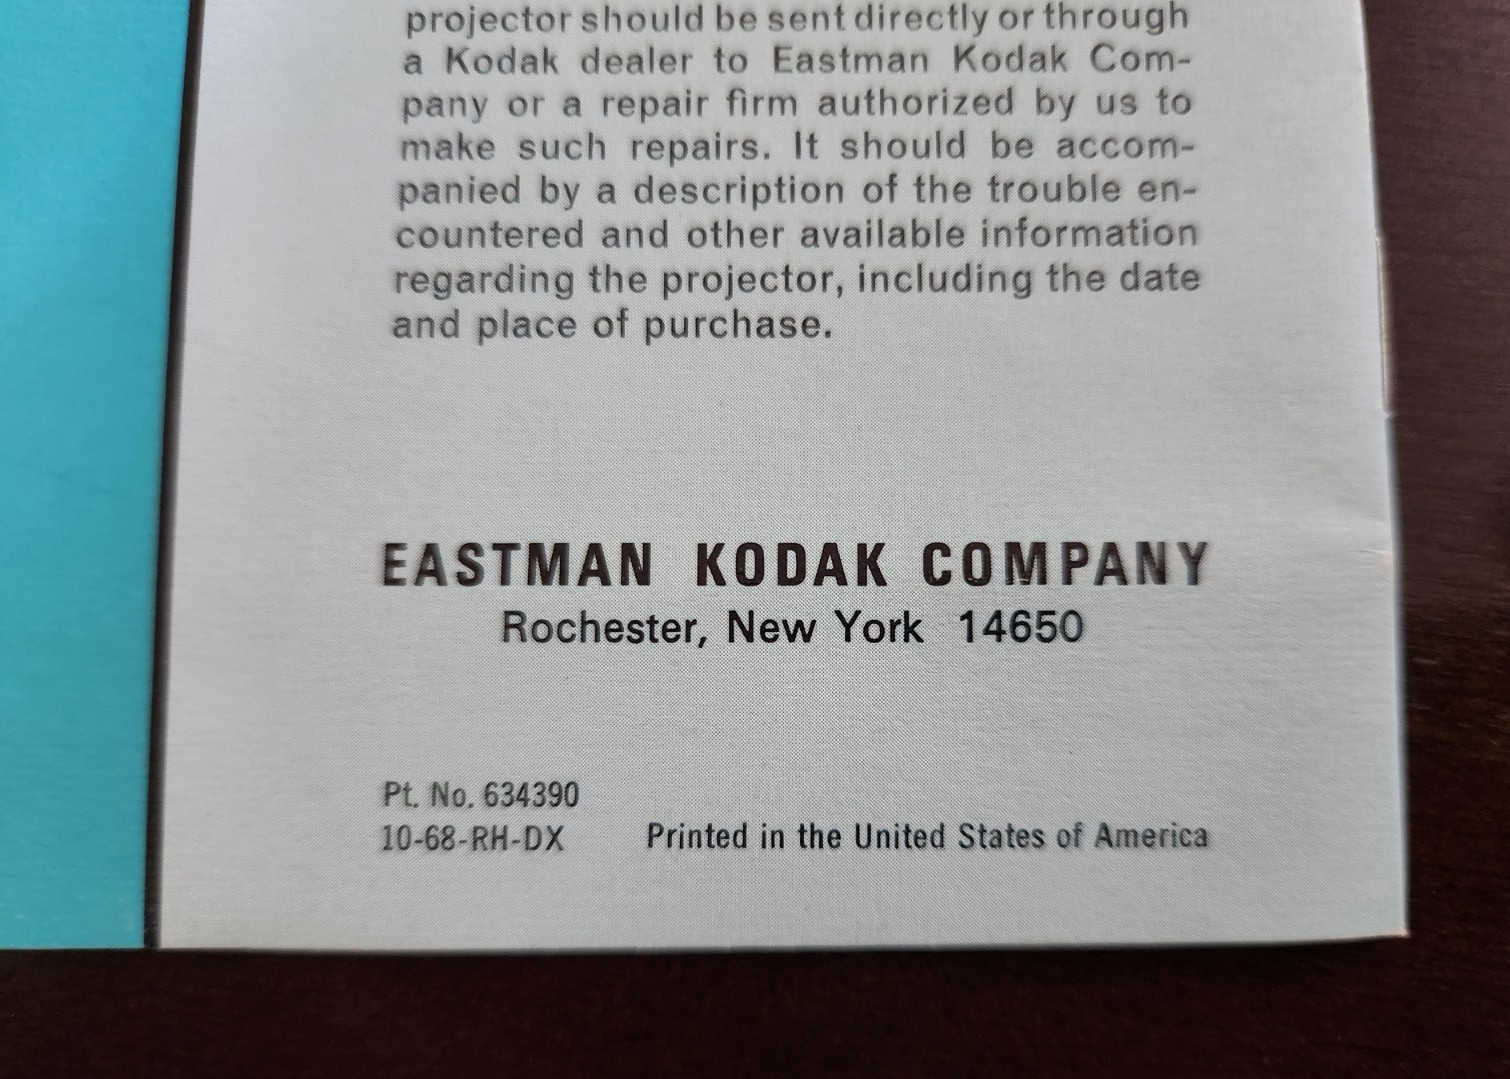 projector should be sent directly or through
a Kodak dealer to Eastman Kodak Com-
pany or a repair firm authorized by us to
make such repairs. It should be accom-
panied by a description of the trouble en-
countered and other available information
regarding the projector, including the date
and place of purchase.
EASTMAN KODAK COMPANY
Rochester, New York 14650
Pt. No. 634390
10-68-RH-DX Printed in the United States of America